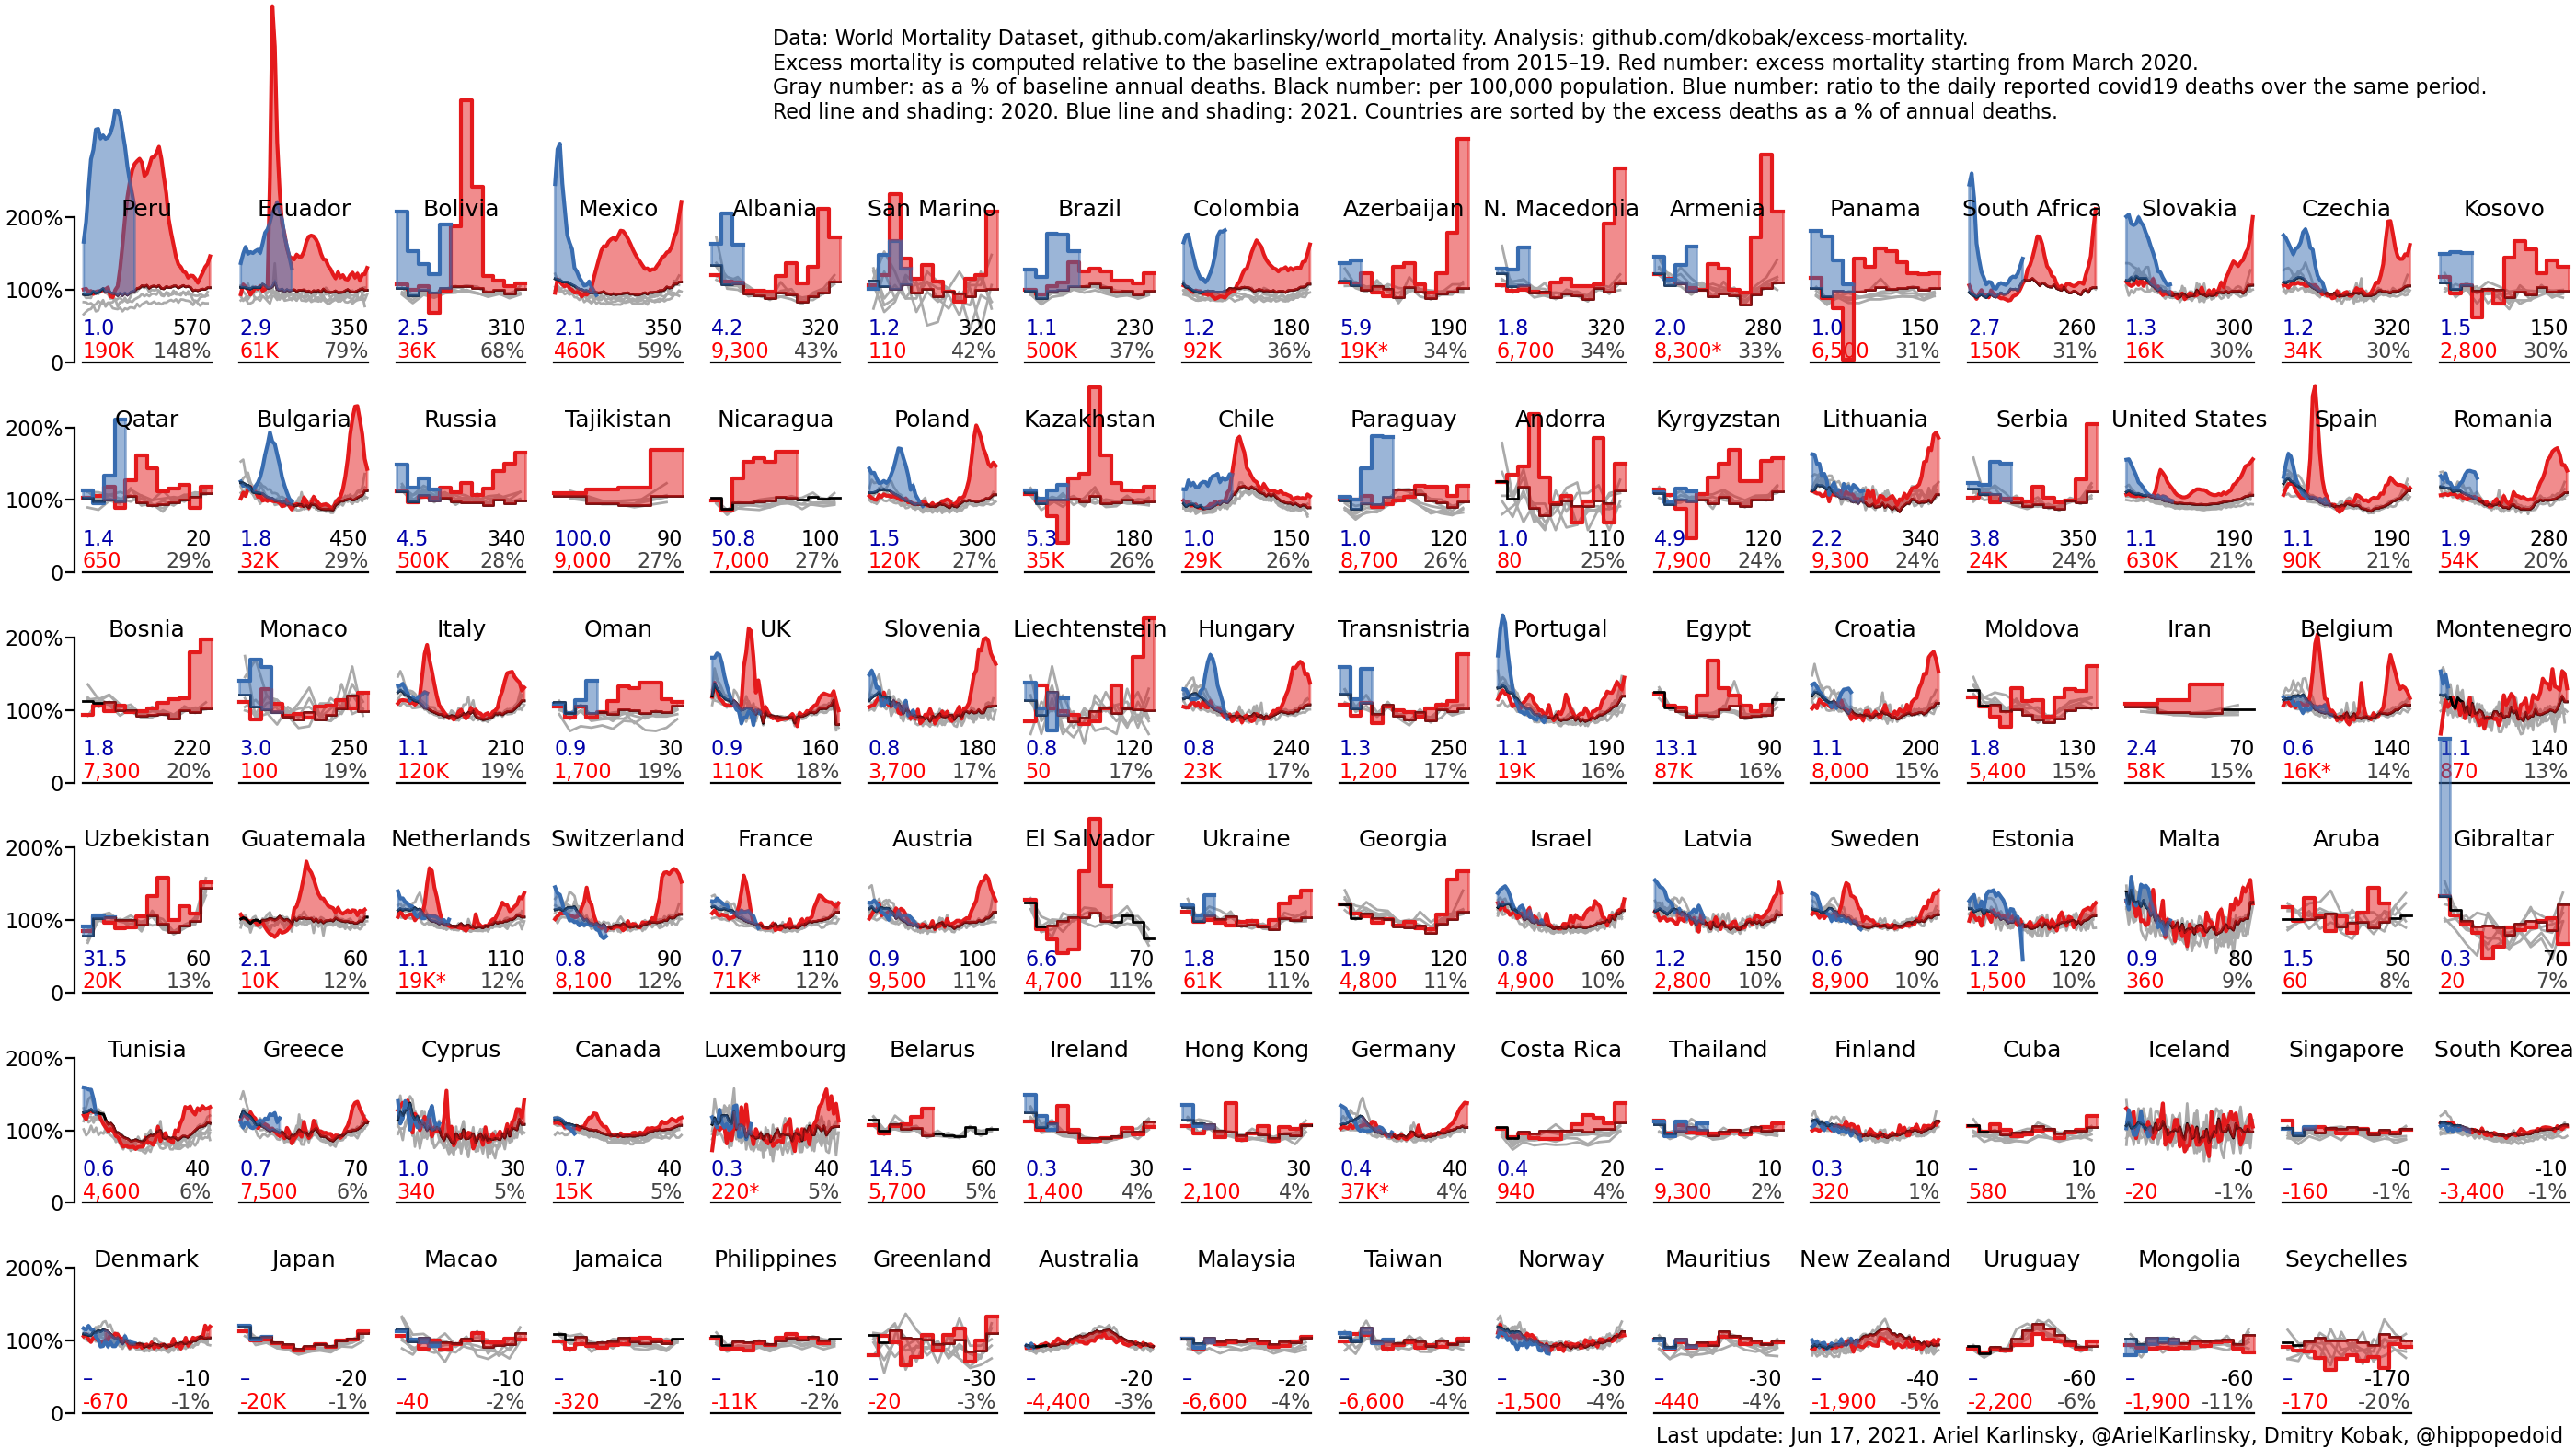 Data: World Mortality Dataset, github.com/akarlinsky/world_mortality. Analysis: github.com/dkobak/excess-mortality.
Excess mortality is computed relative to the baseline extrapolated from 2015–19. Red number: excess mortality starting from March 2020.
Gray number: as a % of baseline annual deaths. Black number: per 100,000 population. Blue number: ratio to the daily reported covid19 deaths over the same period.
Red line and shading: 2020. Blue line and shading: 2021. Countries are sorted by the excess deaths as a % of annual deaths.
200% Peru Ecuador Bolivia Mexico Albania San Marino Brazil Colombia Azerbaijan N. Macedonia Armenia Panama South Africa Slovakia Czechia Kosovo
100%
1.0 570 2.9 350 2.5 310 2.1 350 4.2 320 1.2 320 1.1 230 1.2 180 5.9 190 1.8 320 2.0 280 1.0 150 2.7 260 1.3 300 1.2 320 1.5 150
0 190K 148% 61K 79% 36K 68% 460K 59% 9,300 43% 110 42% 500K 37% 92K 36% 19K* 34% 6,700 34% 8,300* 33% 6,500 31% 150K 31% 16K 30% 34K 30% 2,800 30%
200% Qatar Bulgaria Russia Tajikistan Nicaragua Poland Kazakhstan Chile Paraguay Andorra Kyrgyzstan Lithuania Serbia United States Spain Romania
100%
1.4 20 1.8 450 4.5 340 100.0 90 50.8 100 1.5 300 5.3 180 1.0 150 1.0 120 1.0 110 4.9 120 2.2 340 3.8 350 1.1 190 1.1 190 1.9 280
0 650 29% 32K 29% 500K 28% 9,000 27% 7,000 27% 120K 27% 35K 26% 29K 26% 8,700 26% 80 25% 7,900 24% 9,300 24% 24K 24% 630K 21% 90K 21% 54K 20%
200% Bosnia Monaco Italy Oman UK Slovenia Liechtenstein Hungary Transnistria Portugal Egypt Croatia Moldova Iran Belgium Montenegro
100%
1.8 220 3.0 250 1.1 210 0.9 30 0.9 160 0.8 180 0.8 120 0.8 240 1.3 250 1.1 190 13.1 90 1.1 200 1.8 130 2.4 70 0.6 140 1.1 140
0 7,300 20% 100 19% 120K 19% 1,700 19% 110K 18% 3,700 17% 50 17% 23K 17% 1,200 17% 19K 16% 87K 16% 8,000 15% 5,400 15% 58K 15% 16K* 14% 870 13%
200% Uzbekistan Guatemala Netherlands Switzerland France Austria El Salvador Ukraine Georgia Israel Latvia Sweden Estonia Malta Aruba Gibraltar
100%
31.5 60 2.1 60 1.1 110 0.8 90 0.7 110 0.9 100 6.6 70 1.8 150 1.9 120 0.8 60 1.2 150 0.6 90 1.2 120 0.9 80 1.5 50 0.3 70
0 20K 13% 10K 12% 19K* 12% 8,100 12% 71K* 12% 9,500 11% 4,700 11% 61K 11% 4,800 11% 4,900 10% 2,800 10% 8,900 10% 1,500 10% 360 9% 60 8% 20 7%
200% Tunisia Greece Cyprus Canada Luxembourg Belarus Ireland Hong Kong Germany Costa Rica Thailand Finland Cuba Iceland Singapore South Korea
100%
0.6 40 0.7 70 1.0 30 0.7 40 0.3 40 14.5 60 0.3 30 – 30 0.4 40 0.4 20 – 10 0.3 10 – 10 – -0 – -0 – -10
0 4,600 6% 7,500 6% 340 5% 15K 5% 220* 5% 5,700 5% 1,400 4% 2,100 4% 37K* 4% 940 4% 9,300 2% 320 1% 580 1% -20 -1% -160 -1% -3,400 -1%
200% Denmark Japan Macao Jamaica Philippines Greenland Australia Malaysia Taiwan Norway Mauritius New Zealand Uruguay Mongolia Seychelles
100%
– -10 – -20 – -10 – -10 – -10 – -30 – -20 – -20 – -30 – -30 – -30 – -40 – -60 – -60 – -170
0 -670 -1% -20K -1% -40 -2% -320 -2% -11K -2% -20 -3% -4,400 -3% -6,600 -4% -6,600 -4% -1,500 -4% -440 -4% -1,900 -5% -2,200 -6% -1,900 -11% -170 -20%
Last update: Jun 17, 2021. Ariel Karlinsky, @ArielKarlinsky, Dmitry Kobak, @hippopedoid